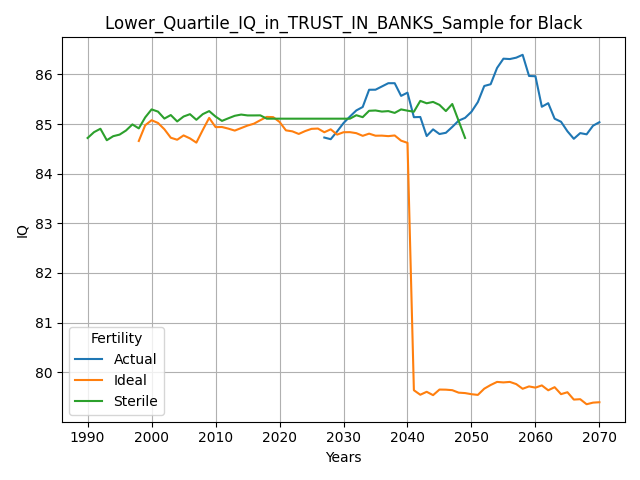 Lower_Quartile_IQ_in_TRUST_IN_BANKS_Sample for Black
IQ
86
85
84
83
82
81
80
Fertility
Actual
Ideal
Sterile
1990 2000 2010 2020 2030 2040 2050 2060 2070
Years